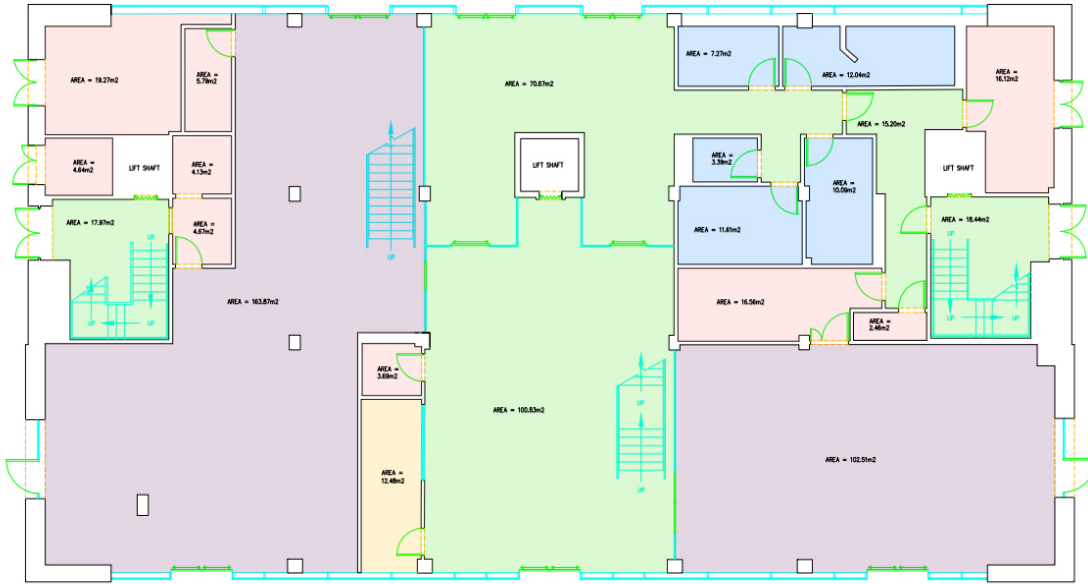 AREA = 19.27m2
AREA =
5.79m2
AREA = 70.67m2
AREA = 7.27m2
AREA = 12.04m2
AREA =
16.12m2
AREA = 15.20m2
AREA =
4.64m2
LIFT SHAFT
AREA =
4.13m2
LIFT SHAFT
AREA =
3.39m2
AREA =
10.09m2
LIFT SHAFT
AREA = 17.97m2
AREA =
4.67m2
UP
UP
UP
UP
AREA = 11.61m2
AREA = 18.44m2
UP
UP
UP
AREA = 163.87m2
AREA = 16.56m2
AREA =
2.46m2
AREA =
3.69m2
AREA = 100.83m2
UP
UP
AREA = 102.51m2
AREA =
12.48m2